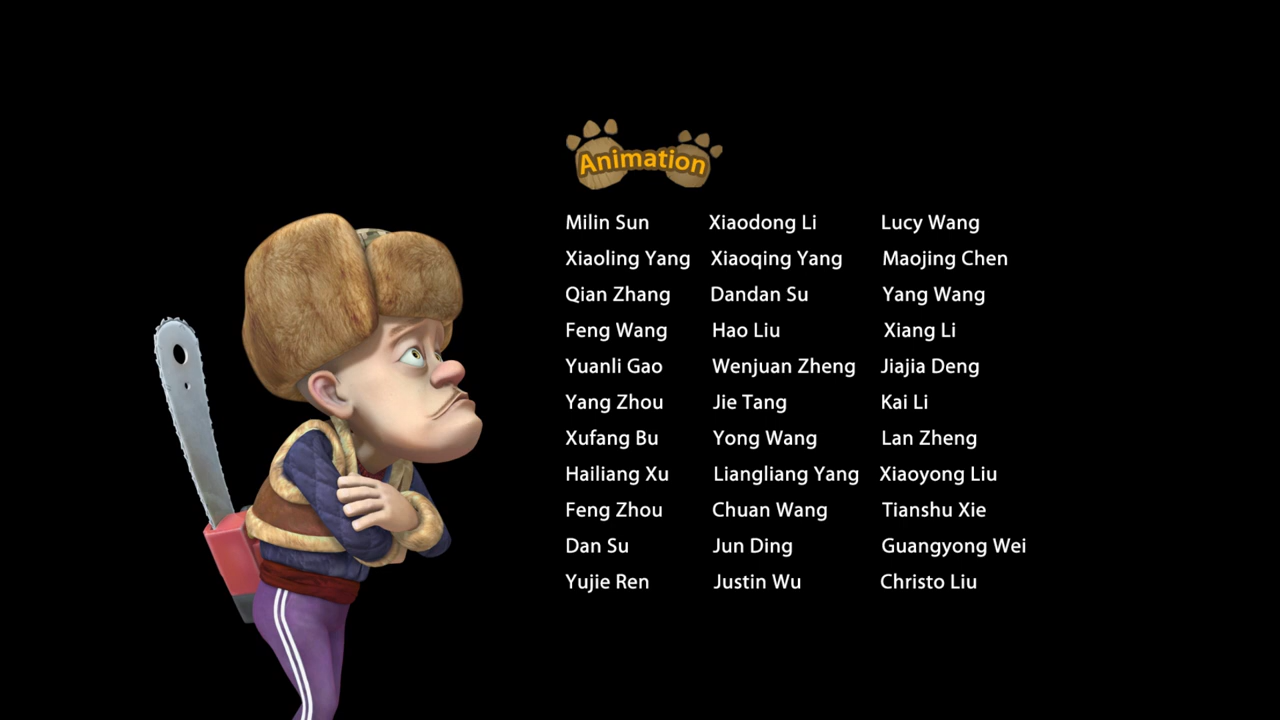 Animation
Milin Sun Xiaodong Li Lucy Wang
Xiaoling Yang Xiaoqing Yang Maojing Chen
Qian Zhang Dandan Su Yang Wang
Feng Wang Hao Liu Xiang Li
Yuanli Gao Wenjuan Zheng Jiajia Deng
Yang Zhou Jie Tang Kai Li
Xufang Bu Yong Wang Lan Zheng
Hailiang Xu Liangliang Yang Xiaoyong Liu
Feng Zhou Chuan Wang Tianshu Xie
Dan Su Jun Ding Guangyong Wei
Yujie Ren Justin Wu Christo Liu